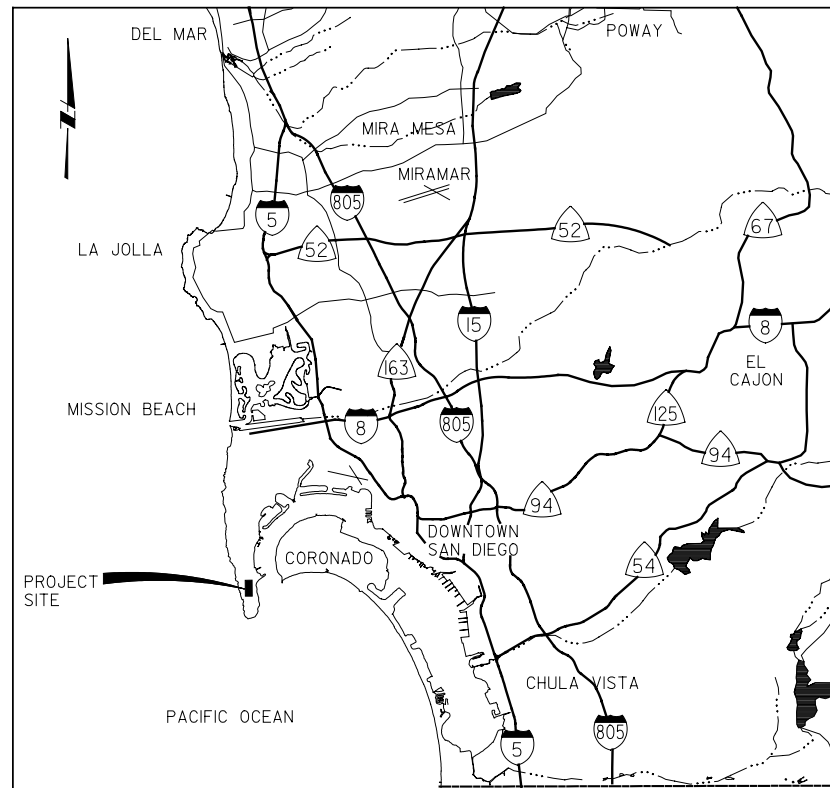 DEL MAR
POWAY
MIRA MESA
MIRAMAR
805
5
52
52
67
LA JOLLA
15
8
163
EL
CAJON
MISSION BEACH
125
8
805
94
94
DOWNTOWN
SAN DIEGO
CORONADO
54
PROJECT
SITE
CHULA VISTA
PACIFIC OCEAN
805
5